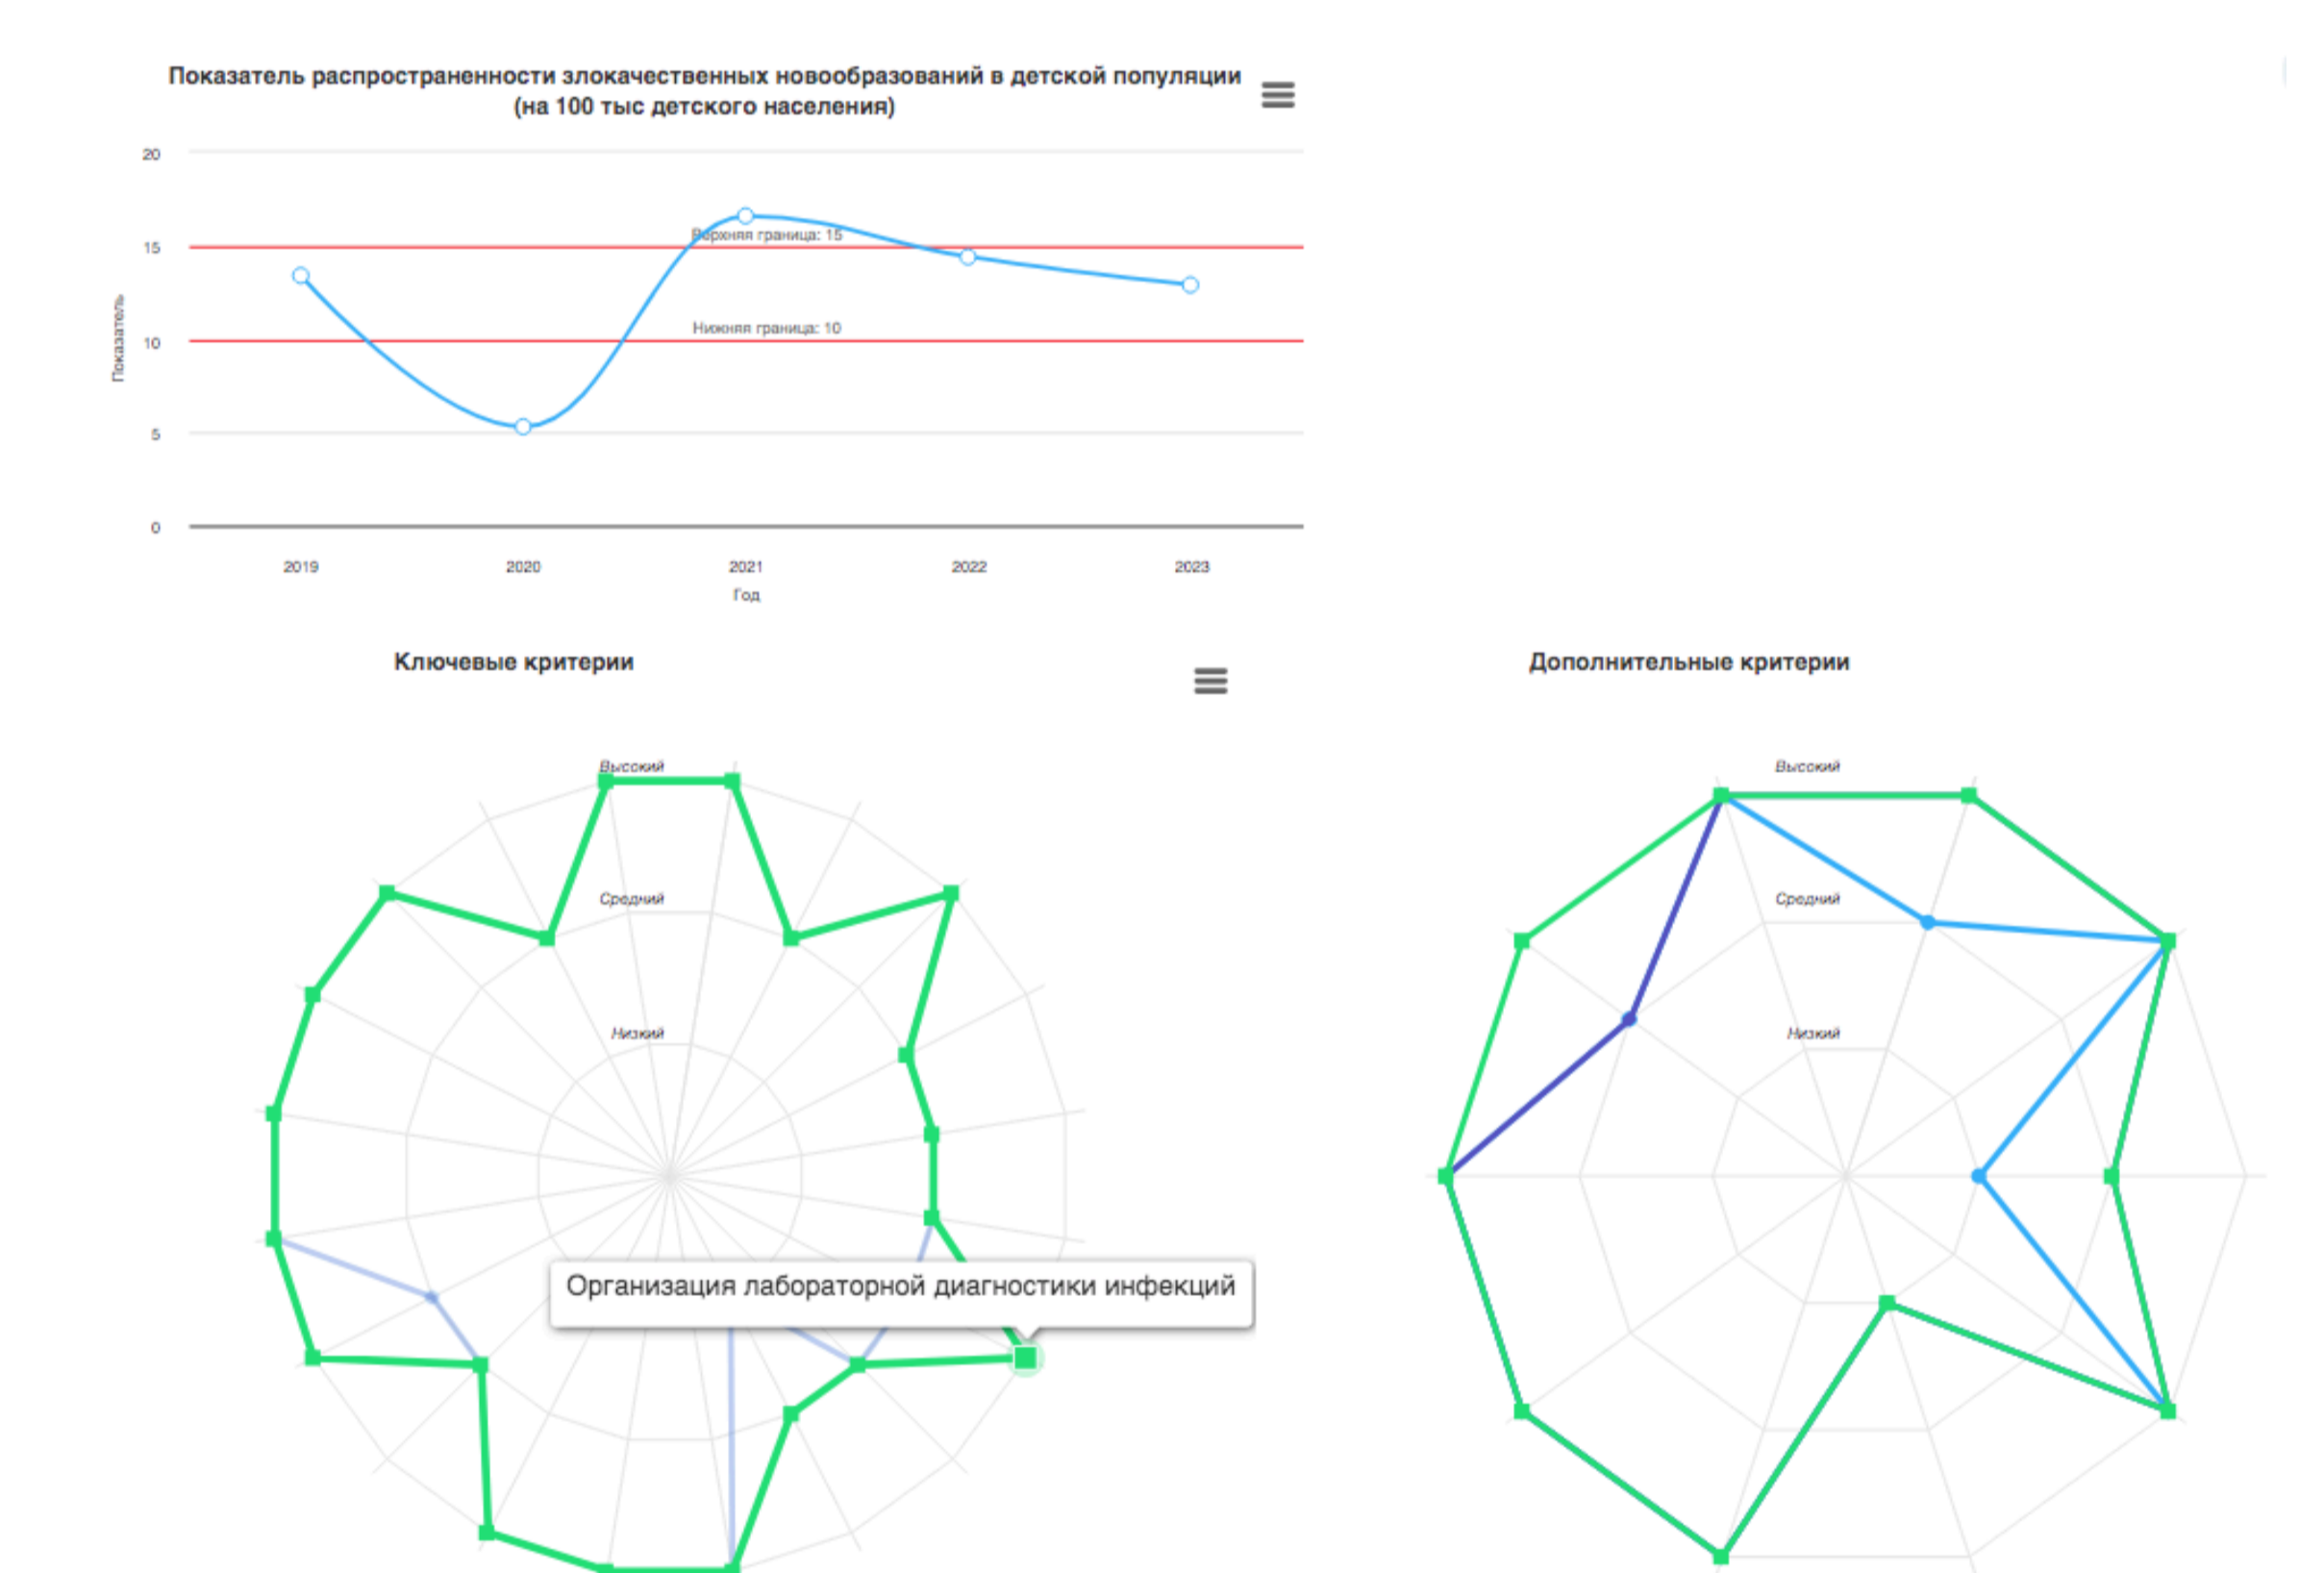 Показатель распространенности злокачественных новообразований в детской популяции
(на 100 тыс детского населения)
20
15
10
5
0
Показатель
Верхняя граница: 15
Нижняя граница: 10
2019
2020
2021
2022
2023
Год
Ключевые критерии
Высокий
Средний
Низкий
Организация лабораторной диагностики инфекций
Дополнительные критерии
Высокий
Средний
Низкий